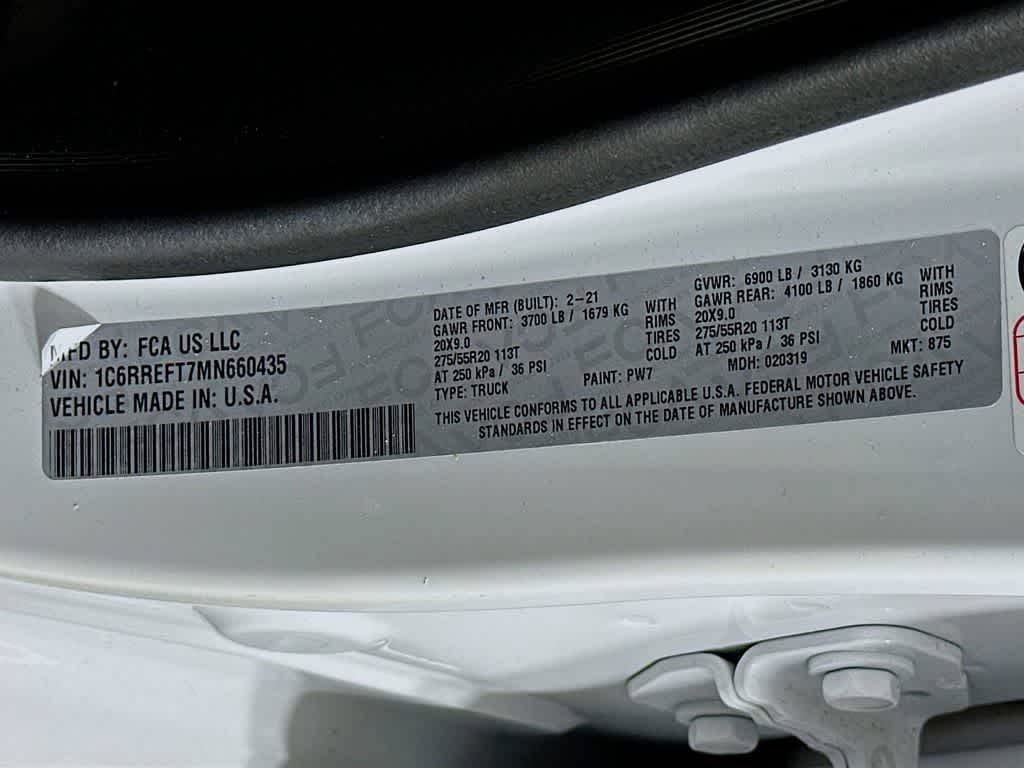 MFD BY: FCA US LLC
VIN: 1C6RREFT7MN660435
VEHICLE MADE IN: U.S.A.
DATE OF MFR (BUILT): 2-21
GAWR FRONT: 3700 LB / 1679 KG WITH
20X9.0 RIMS
275/55R20 113T TIRES
AT 250 kPa / 36 PSI COLD
TYPE: TRUCK PAINT: PW7
GVWR: 6900 LB / 3130 KG
GAWR REAR: 4100 LB / 1860 KG WITH
20X9.0 RIMS
275/55R20 113T TIRES
AT 250 kPa / 36 PSI COLD
MDH: 020319 MKT: 875
THIS VEHICLE CONFORMS TO ALL APPLICABLE U.S.A. FEDERAL MOTOR VEHICLE SAFETY
STANDARDS IN EFFECT ON THE DATE OF MANUFACTURE SHOWN ABOVE.